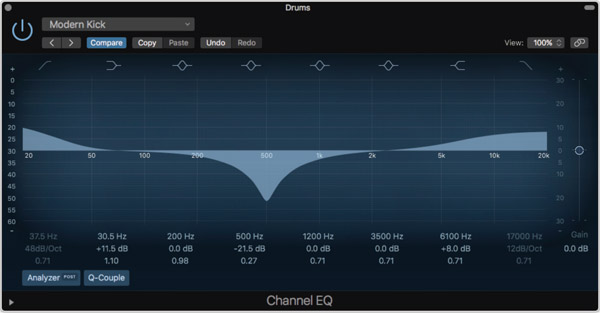 Drums
Modern Kick
Compare Copy Paste Undo Redo View: 100%
+ + 30
0 25
5 20
10 15
15 10
20 5
25 0
30 20 50 100 200 500 1k 2k 5k 10k 20k 0
35 5
40 10
45 15
50 20
55 25
60 30
- -
37.5 Hz 30.5 Hz 200 Hz 500 Hz 1200 Hz 3500 Hz 6100 Hz 17000 Hz Gain
48dB/Oct +11.5 dB 0.0 dB -21.5 dB 0.0 dB 0.0 dB +8.0 dB 12dB/Oct 0.0 dB
0.71 1.10 0.98 0.27 0.71 0.71 0.71 0.71
Analyzer POST Q-Couple
Channel EQ